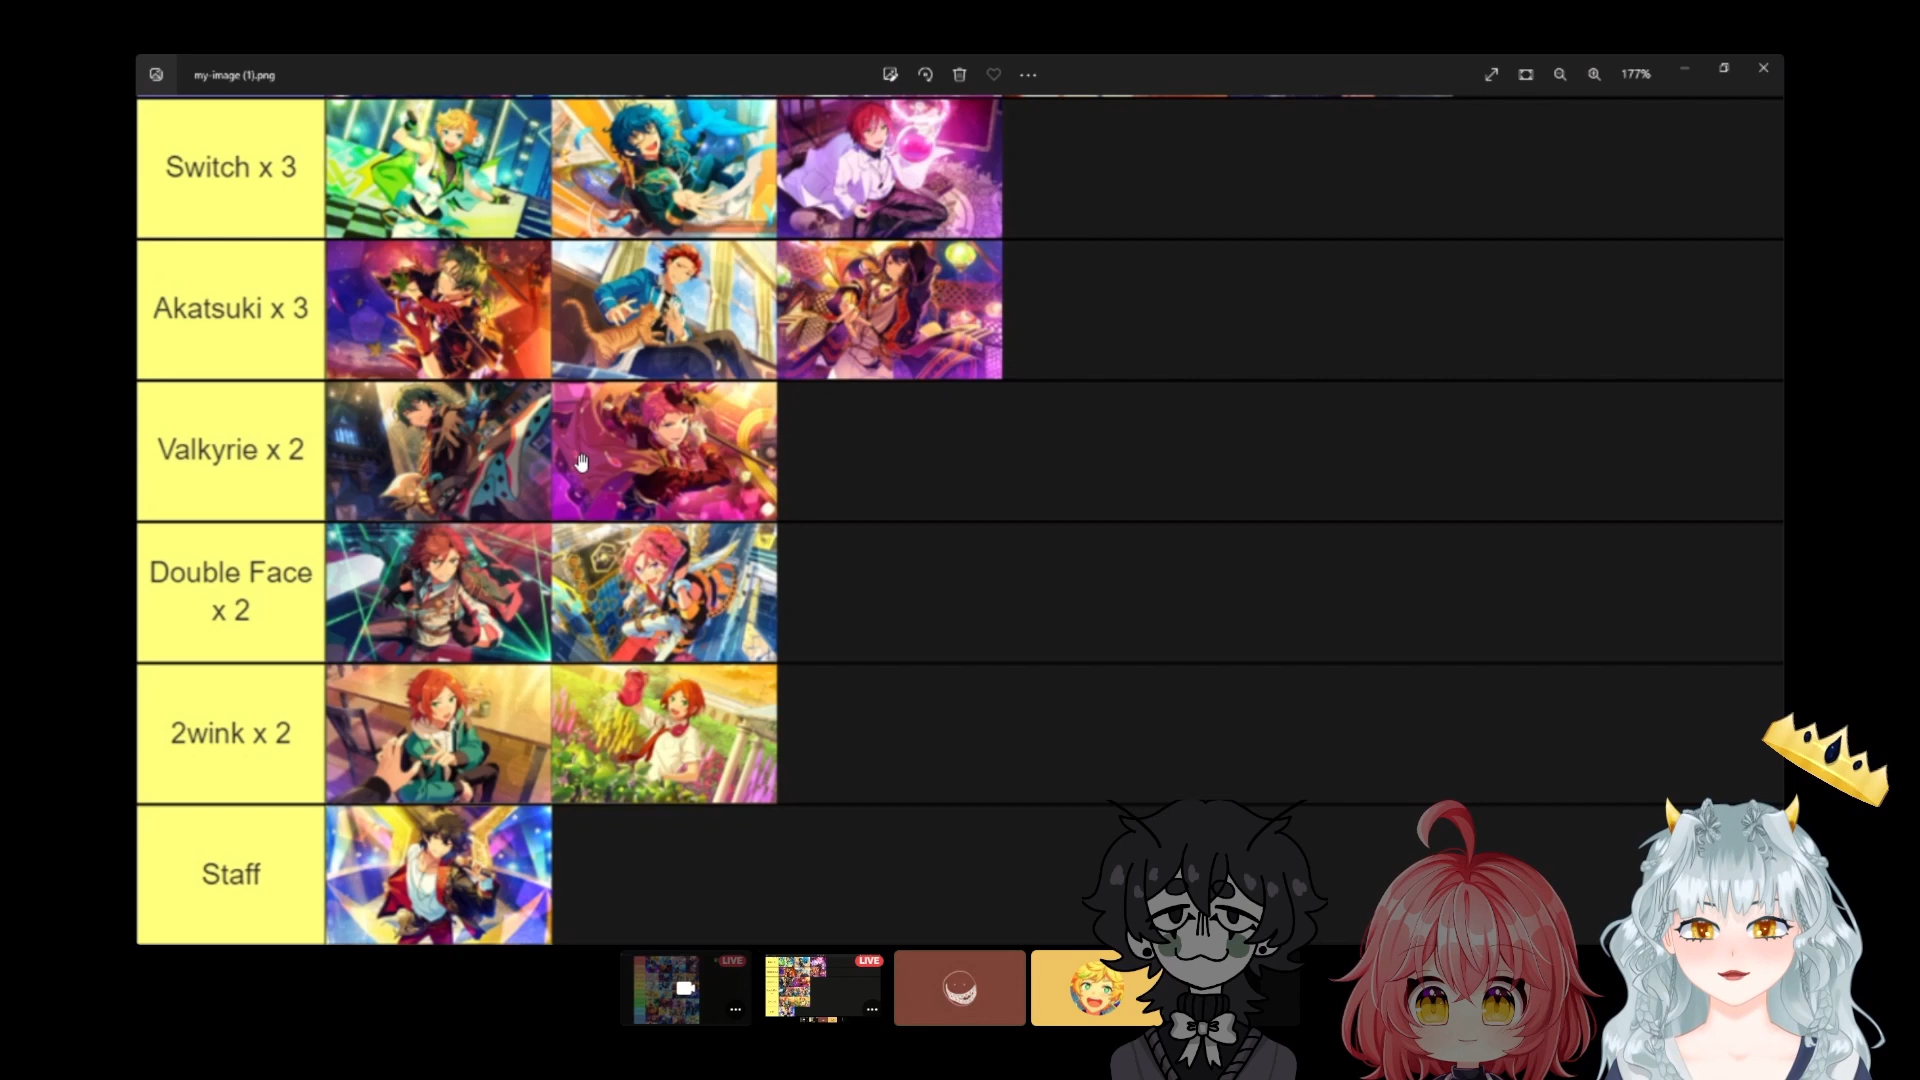 my-image (1).png
177%
Switch x 3
Akatsuki x 3
Valkyrie x 2
Double Face
x 2
2wink x 2
Staff
LIVE
LIVE